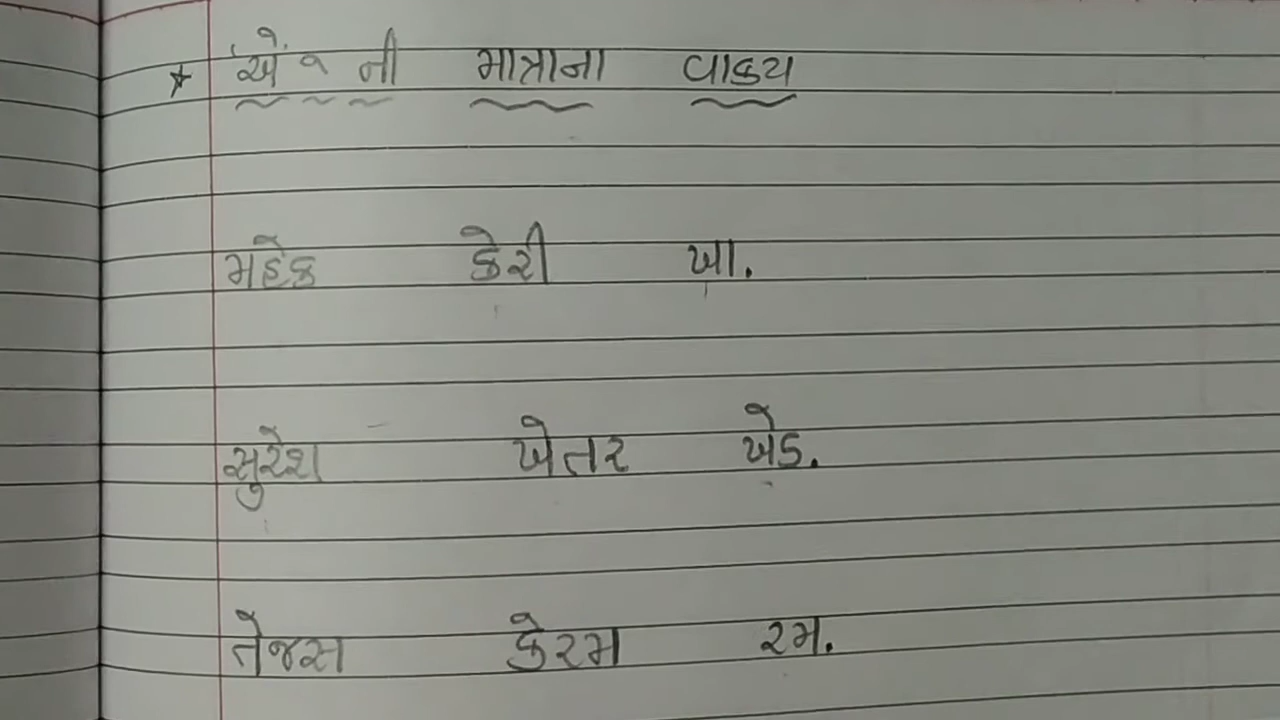 * 'એ' ે ની માત્રાના વાક્ય
મહેક કેરી ખા.
સુરેશ ખેતર ખેડ.
તેજસ કેરમ રમ.